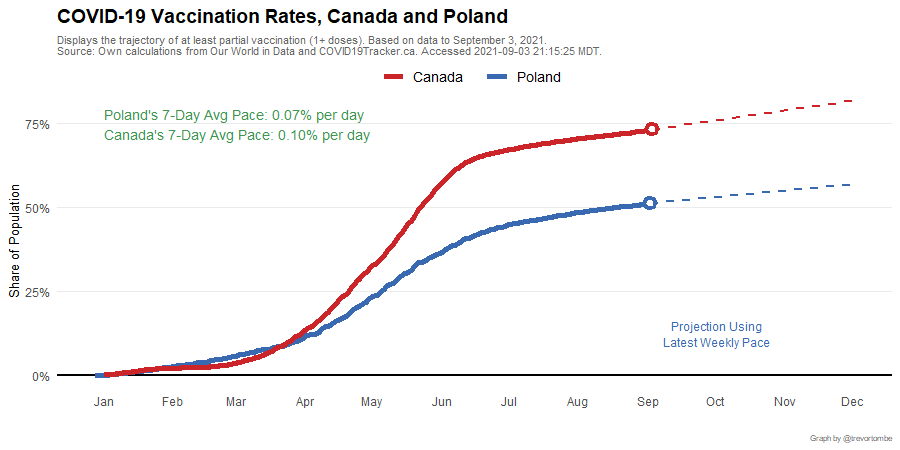 COVID-19 Vaccination Rates, Canada and Poland
Displays the trajectory of at least partial vaccination (1+ doses). Based on data to September 3, 2021.
Source: Own calculations from Our World in Data and COVID19Tracker.ca. Accessed 2021-09-03 21:15:25 MDT.
Canada Poland
Poland's 7-Day Avg Pace: 0.07% per day
Canada's 7-Day Avg Pace: 0.10% per day
75%
50%
25%
0%
Share of Population
Projection Using
Latest Weekly Pace
Jan Feb Mar Apr May Jun Jul Aug Sep Oct Nov Dec
Graph by @trevortombe